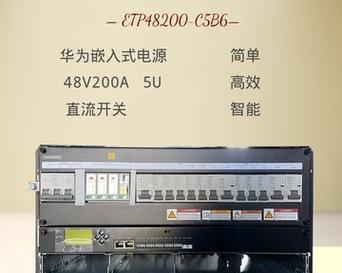 ETP48200-C5B6
华为嵌入式电源 简单
48V200A 5U 高效
直流开关 智能